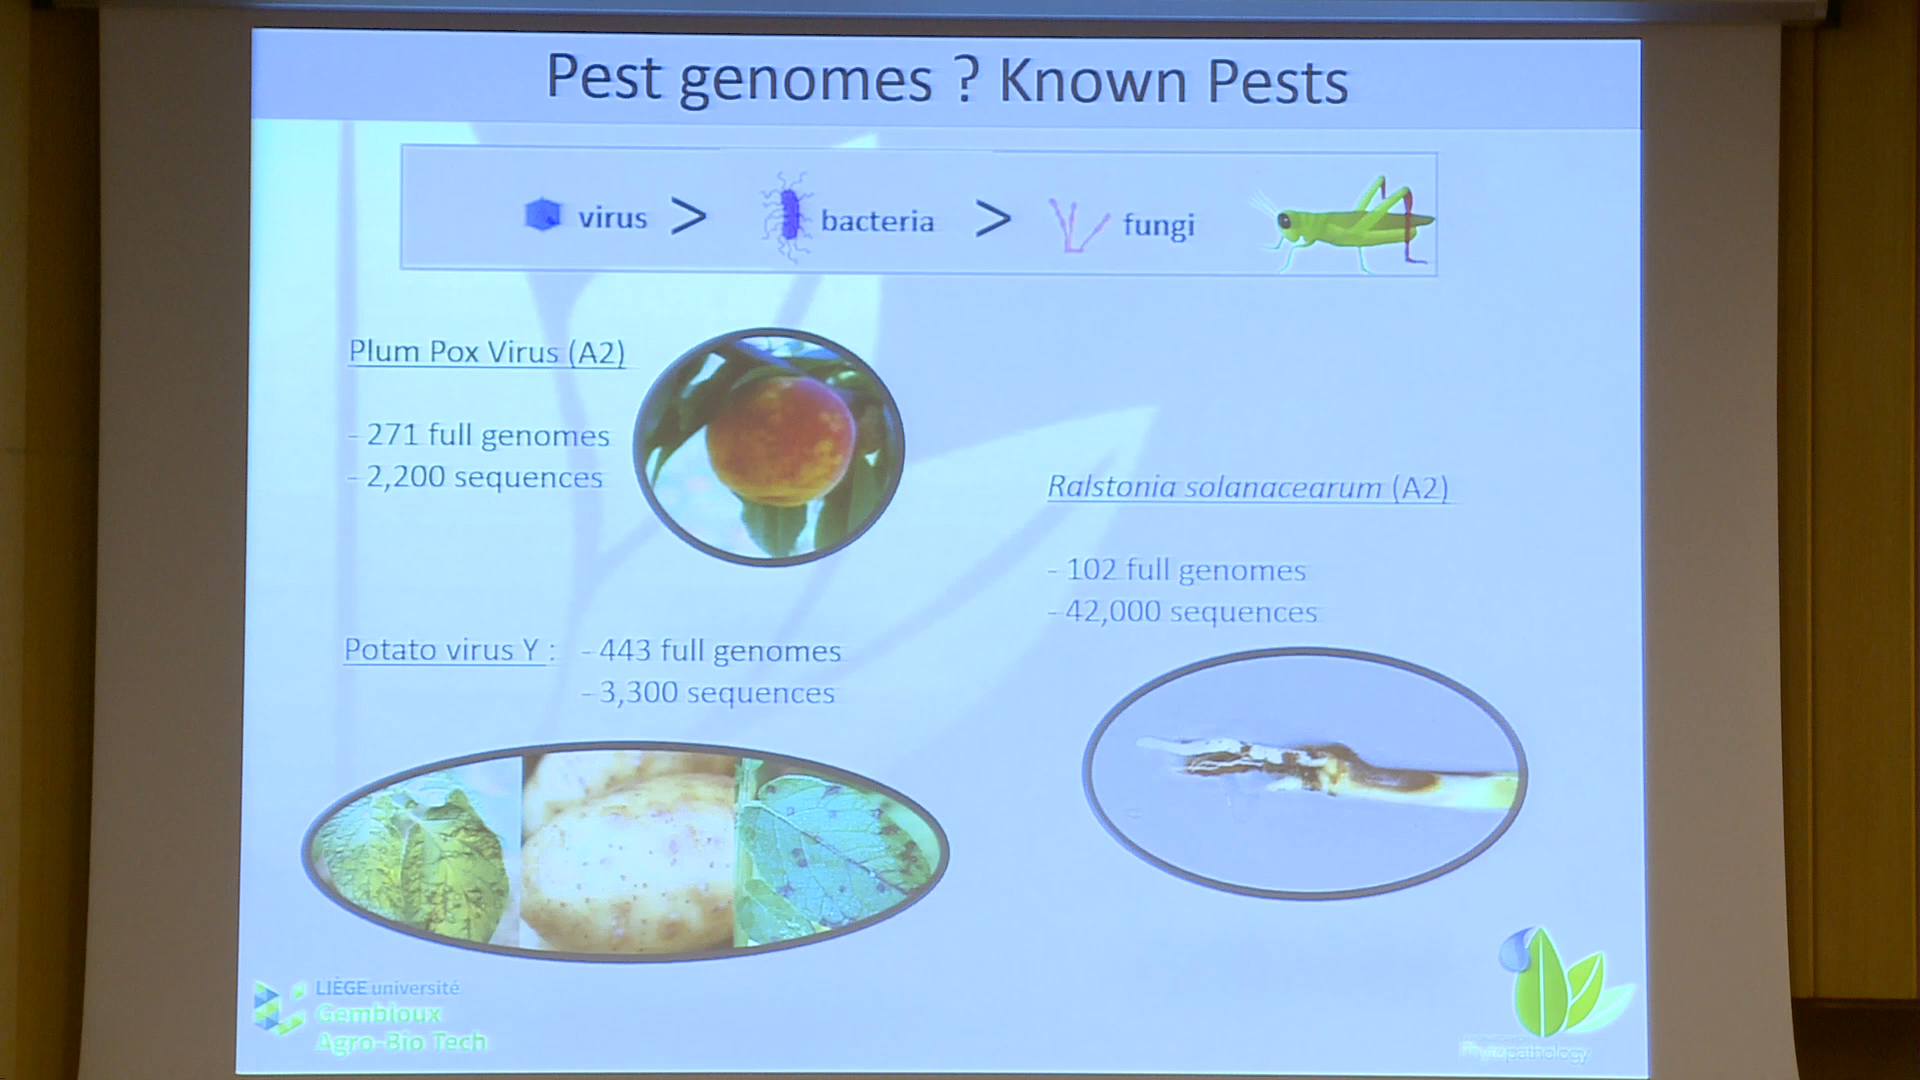 Pest genomes ? Known Pests
virus > bacteria > fungi
Plum Pox Virus (A2)
- 271 full genomes
- 2,200 sequences
Ralstonia solanacearum (A2)
- 102 full genomes
- 42,000 sequences
Potato virus Y : - 443 full genomes
- 3,300 sequences
LIÈGE université
Gembloux
Agro-Bio Tech
Phytopathology